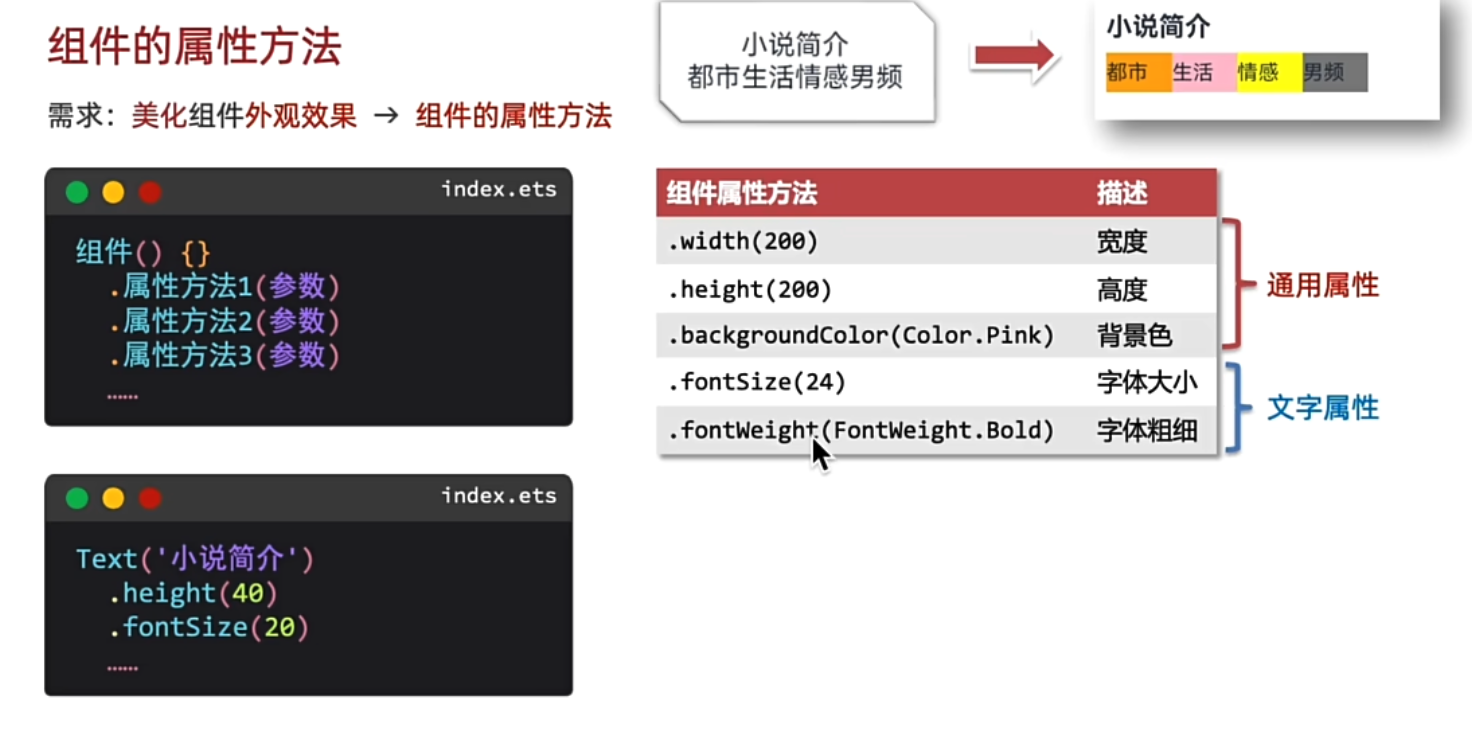 组件的属性方法
需求：美化组件外观效果 → 组件的属性方法
小说简介
都市生活情感男频
小说简介
都市 生活 情感 男频
index.ets
组件() {}
.属性方法1(参数)
.属性方法2(参数)
.属性方法3(参数)
……
index.ets
Text('小说简介')
.height(40)
.fontSize(20)
……
组件属性方法 描述
.width(200) 宽度
.height(200) 高度
.backgroundColor(Color.Pink) 背景色
.fontSize(24) 字体大小
.fontWeight(FontWeight.Bold) 字体粗细
通用属性
文字属性